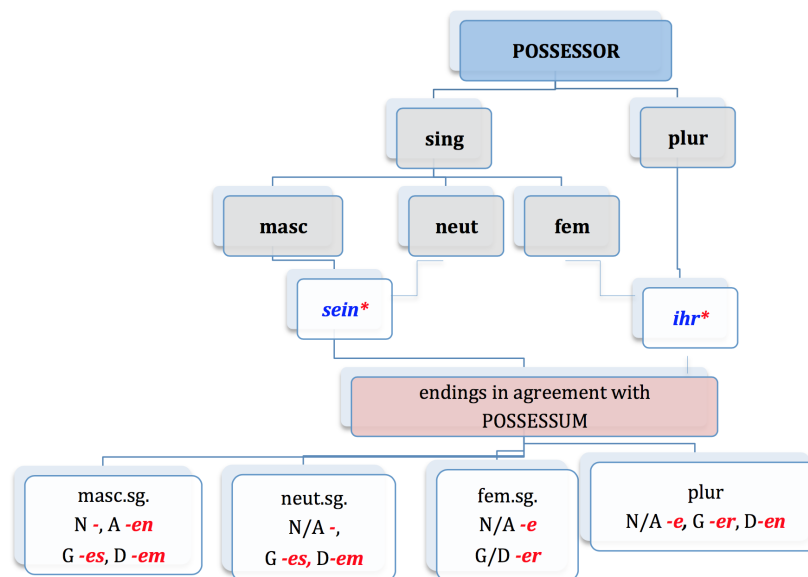 POSSESSOR
sing
plur
masc
neut
fem
sein*
ihr*
endings in agreement with
POSSESSUM
masc.sg.
N -, A -en
G -es, D -em
neut.sg.
N/A -,
G -es, D-em
fem.sg.
N/A -e
G/D -er
plur
N/A -e, G -er, D-en